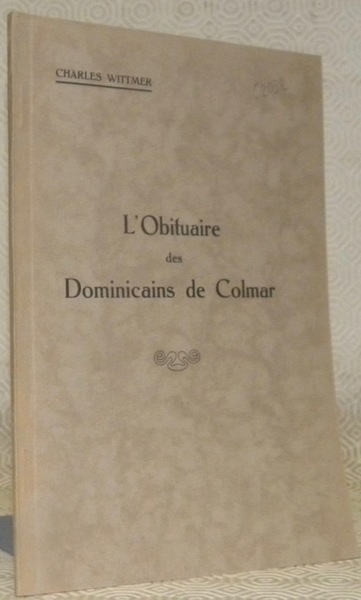 CHARLES WITTMER
L'Obituaire
des
Dominicains de Colmar